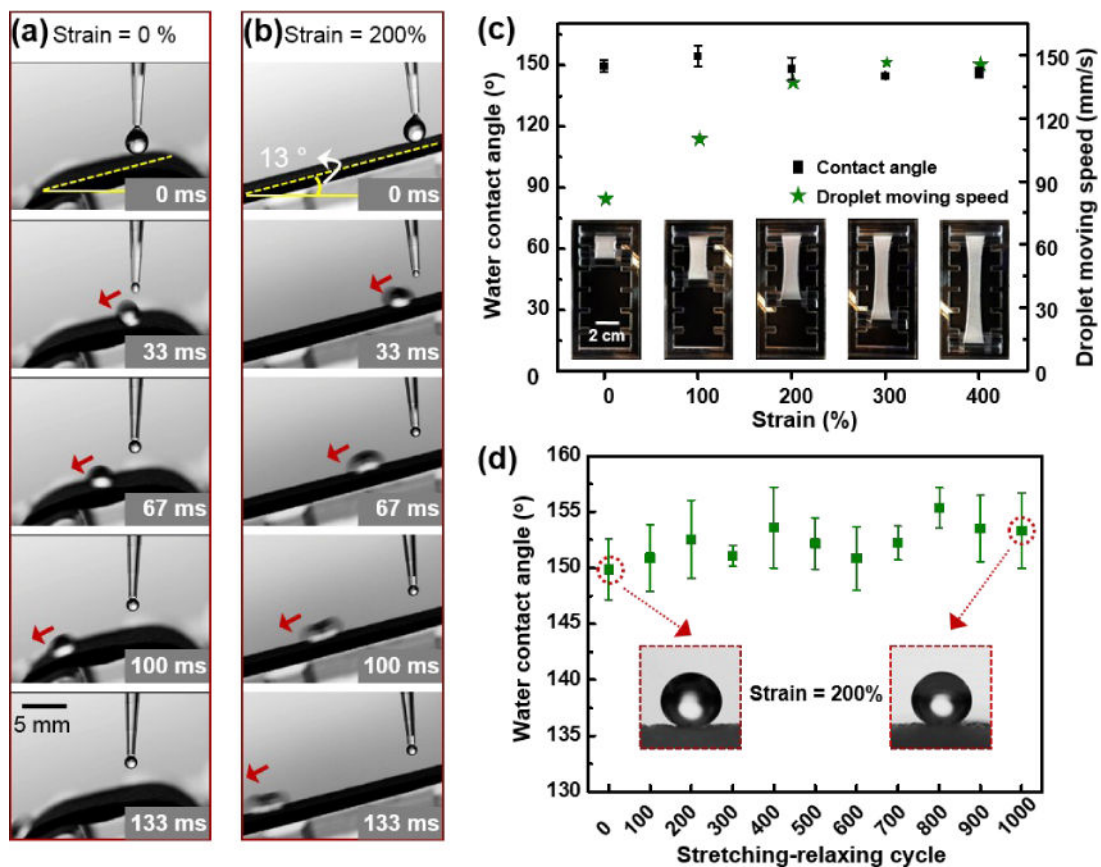 (a) Strain = 0 %
0 ms
33 ms
67 ms
100 ms
5 mm
133 ms
(b) Strain = 200%
13 °
0 ms
33 ms
67 ms
100 ms
133 ms
(c)
Water contact angle (º)
150
120
90
60
30
0
Contact angle
Droplet moving speed
2 cm
150
120
90
60
30
0
Droplet moving speed (mm/s)
0 100 200 300 400
Strain (%)
(d)
Water contact angle (º)
160
155
150
145
140
135
130
Strain = 200%
0 100 200 300 400 500 600 700 800 900 1000
Stretching-relaxing cycle